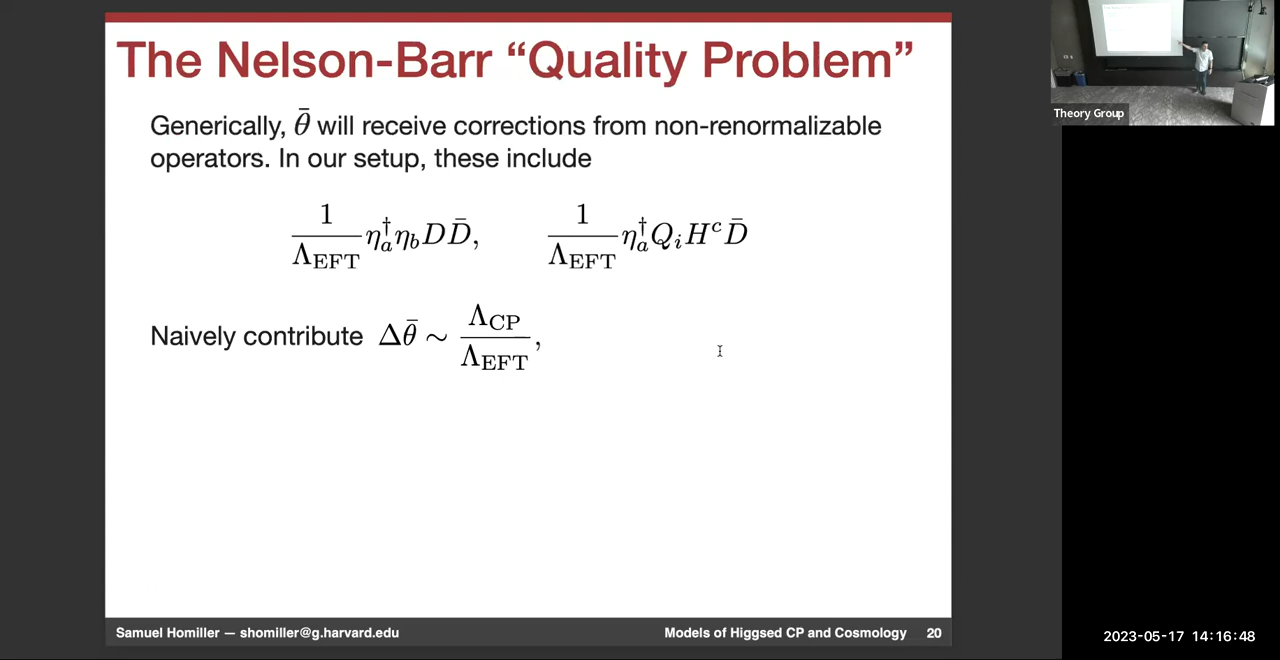 The Nelson-Barr “Quality Problem”
Generically, θ̄ will receive corrections from non-renormalizable
operators. In our setup, these include
1/Λ_EFT η_a^† η_b D D̄, 1/Λ_EFT η_a^† Q_i H^c D̄
Naively contribute Δθ̄ ∼ Λ_CP/Λ_EFT,
Samuel Homiller — shomiller@g.harvard.edu
Models of Higgsed CP and Cosmology 20
Theory Group
2023-05-17 14:16:48